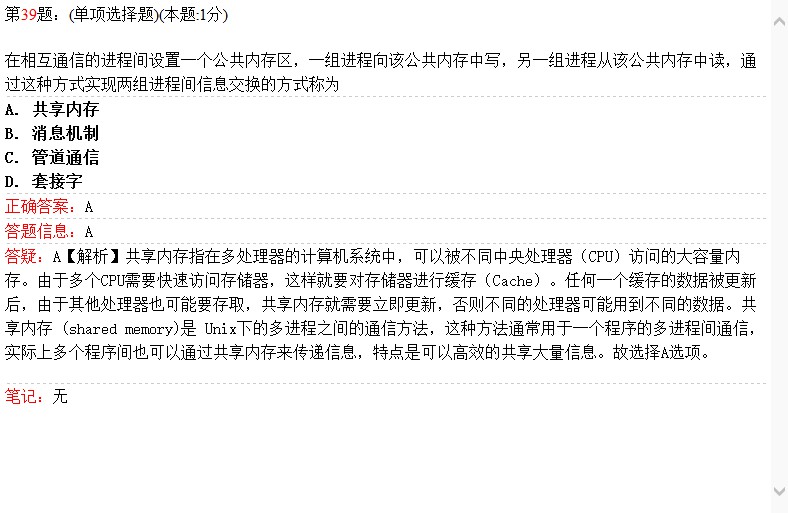 第39题：(单项选择题)(本题:1分)
在相互通信的进程间设置一个公共内存区，一组进程向该公共内存中写，另一组进程从该公共内存中读，通
过这种方式实现两组进程间信息交换的方式称为
A. 共享内存
B. 消息机制
C. 管道通信
D. 套接字
正确答案：A
答题信息：A
答疑：A【解析】共享内存指在多处理器的计算机系统中，可以被不同中央处理器（CPU）访问的大容量内
存。由于多个CPU需要快速访问存储器，这样就要对存储器进行缓存（Cache）。任何一个缓存的数据被更新
后，由于其他处理器也可能要存取，共享内存就需要立即更新，否则不同的处理器可能用到不同的数据。共
享内存 (shared memory)是 Unix下的多进程之间的通信方法，这种方法通常用于一个程序的多进程间通信，
实际上多个程序间也可以通过共享内存来传递信息，特点是可以高效的共享大量信息。故选择A选项。
笔记：无